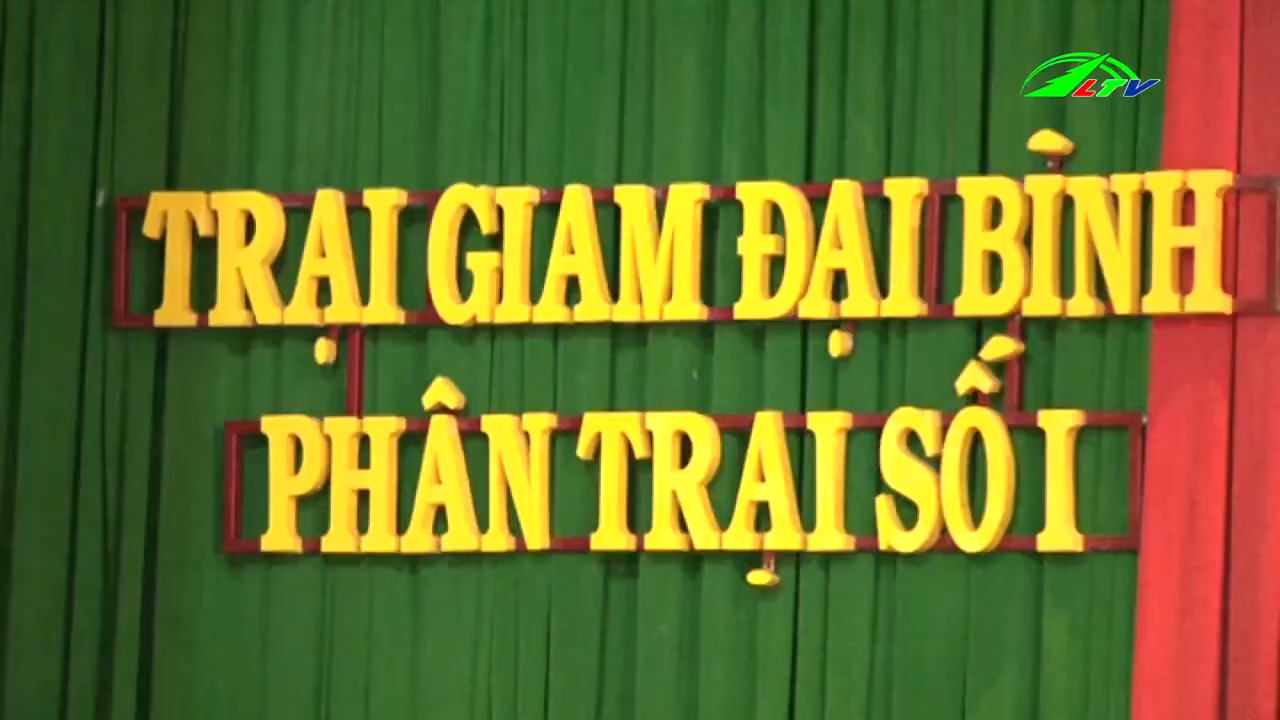 LTV
TRẠI GIAM ĐẠI BÌNH
PHÂN TRẠI SỐ I